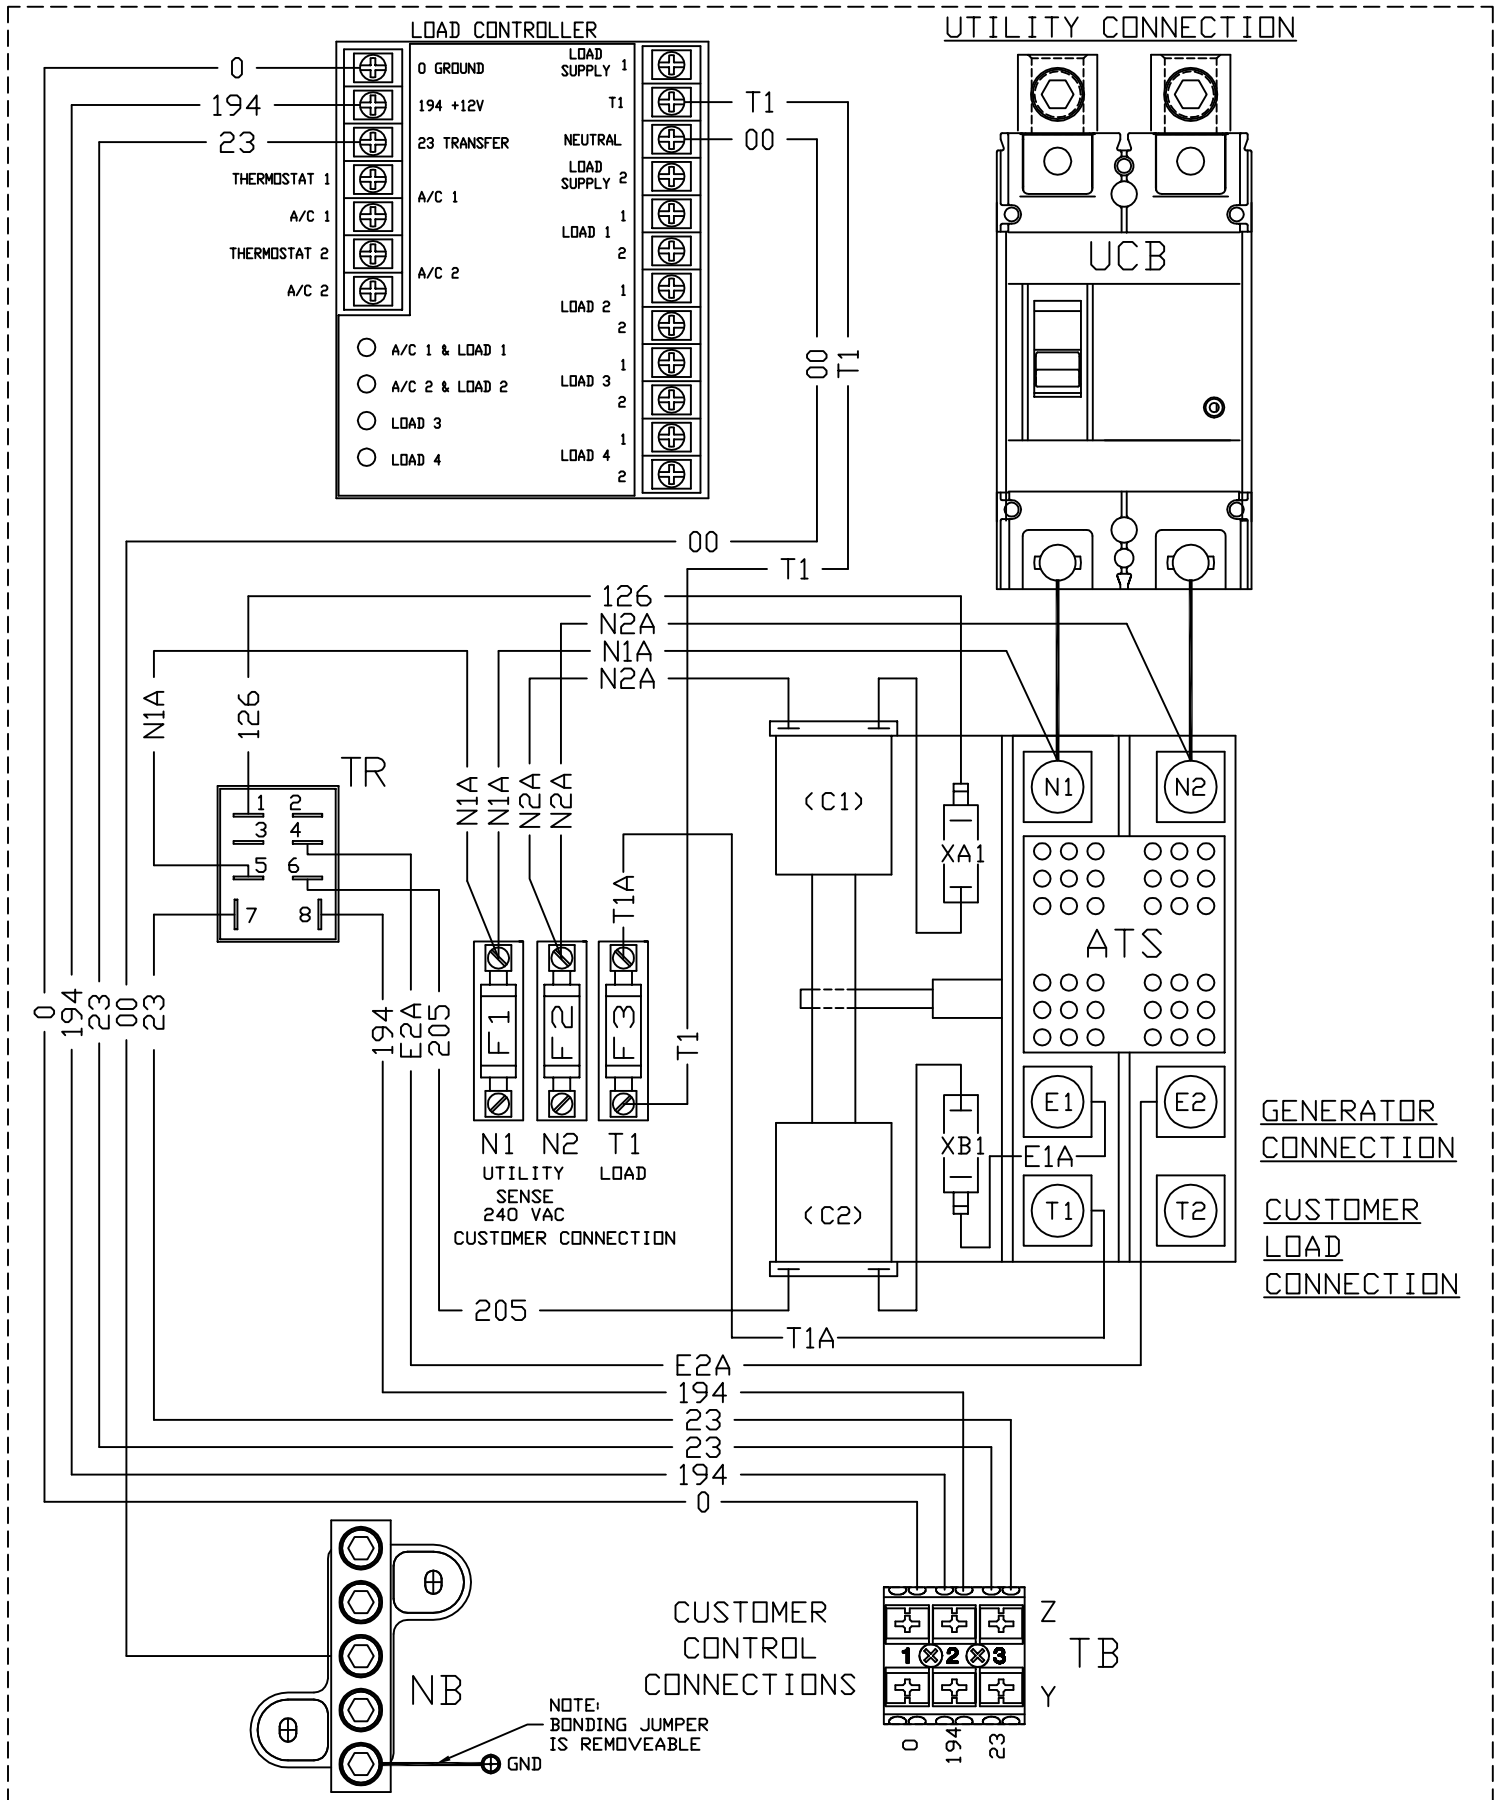 LOAD CONTROLLER
UTILITY CONNECTION
0
0 GROUND
LOAD
SUPPLY 1
194
194 +12V
T1
T1
23
23 TRANSFER
NEUTRAL
00
THERMOSTAT 1
LOAD
SUPPLY 2
A/C 1
A/C 1
1
LOAD 1
2
THERMOSTAT 2
A/C 2
A/C 2
1
LOAD 2
2
A/C 1 & LOAD 1
A/C 2 & LOAD 2
LOAD 3
LOAD 4
1
LOAD 3
2
1
LOAD 4
2
00
T1
UCB
00
T1
126
N2A
N1A
N2A
N1A
126
TR
1
2
3
4
5
6
7
8
N1A
N1A
N2A
N2A
T1A
(C1)
XA1
N1
N2
ATS
0
194
23
00
23
194
E2A
205
F1
F2
F3
T1
N1
N2
T1
UTILITY
LOAD
SENSE
240 VAC
CUSTOMER CONNECTION
(C2)
XB1
E1A
E1
E2
T1
T2
GENERATOR
CONNECTION
CUSTOMER
LOAD
CONNECTION
205
T1A
E2A
194
23
23
194
0
NB
NOTE:
BONDING JUMPER
IS REMOVEABLE
GND
CUSTOMER
CONTROL
CONNECTIONS
Z
1 2 3
TB
Y
0
194
23